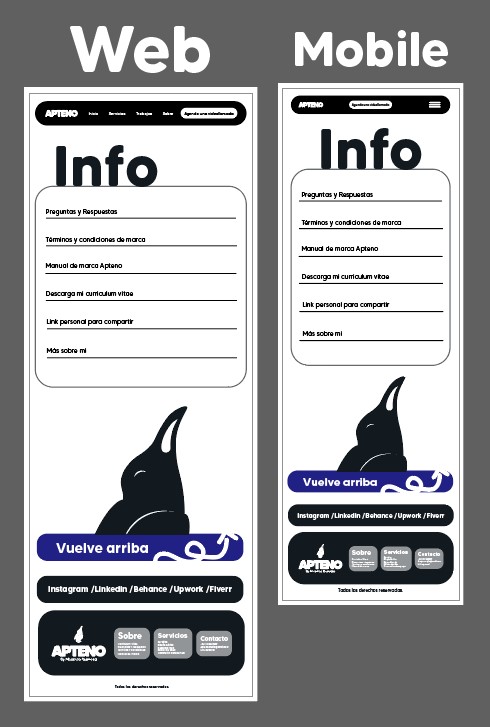 Web
APTENO
Inicio
Servicios
Trabajos
Sobre
Agenda una videollamada
Info
Preguntas y Respuestas
Términos y condiciones de marca
Manual de marca Apteno
Descarga mi curriculum vitae
Link personal para compartir
Más sobre mi
Vuelve arriba
Instagram /Linkedin /Behance /Upwork /Fiverr
APTENO
Sobre
Servicios
Contacto
Todos los derechos reservados
Mobile
APTENO
Agenda una videollamada
Info
Preguntas y Respuestas
Términos y condiciones de marca
Manual de marca Apteno
Descarga mi curriculum vitae
Link personal para compartir
Más sobre mi
Vuelve arriba
Instagram /Linkedin /Behance /Upwork /Fiverr
APTENO
Sobre
Servicios
Contacto
Todos los derechos reservados